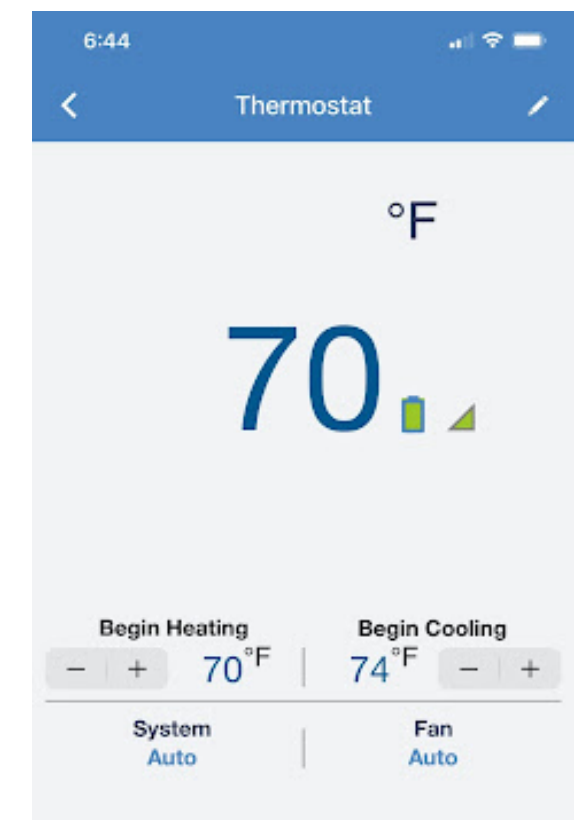 6:44
Thermostat
°F
70
Begin Heating Begin Cooling
- + 70°F 74°F - +
System Fan
Auto Auto